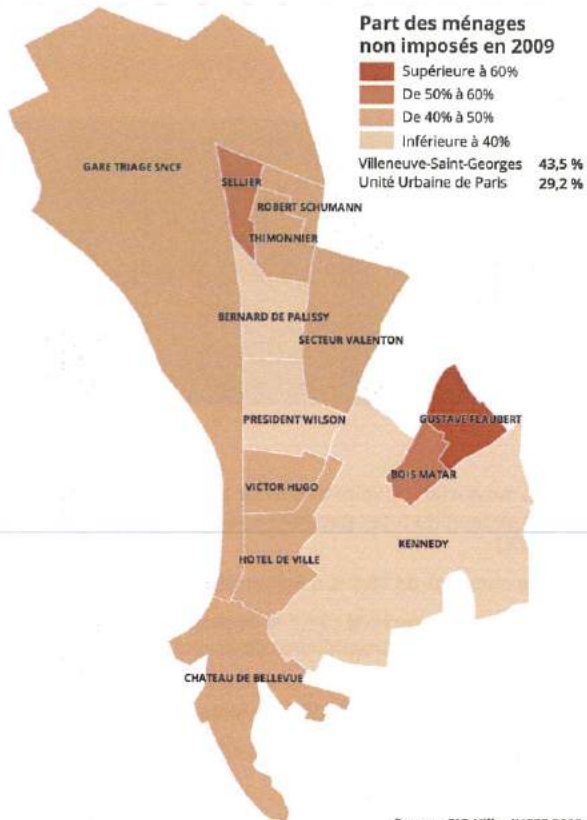 Part des ménages
non imposés en 2009
Supérieure à 60%
De 50% à 60%
De 40% à 50%
Inférieure à 40%
Villeneuve-Saint-Georges 43,5 %
Unité Urbaine de Paris 29,2 %
GARE TRIAGE SNCF
SELLIER
ROBERT SCHUMANN
THIMONNIER
BERNARD DE PALISSY
SECTEUR VALENTON
PRESIDENT WILSON
GUSTAVE FLAUBERT
BOIS MATAR
VICTOR HUGO
KENNEDY
HOTEL DE VILLE
CHATEAU DE BELLEVUE